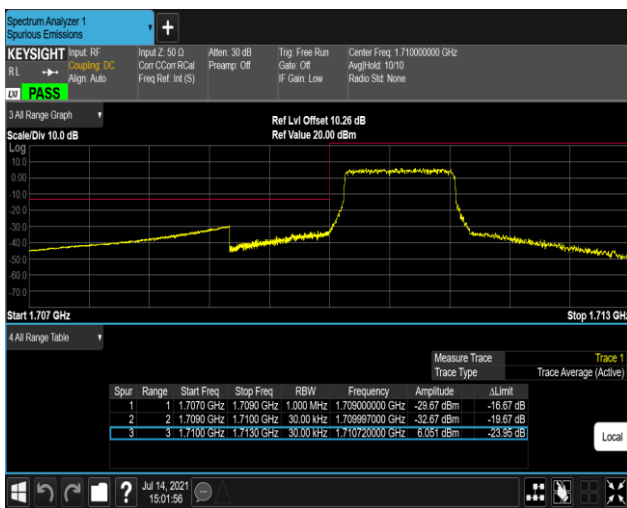 Spectrum Analyzer 1
Spurious Emissions
+
KEYSIGHT Input: RF Input Z: 50 Ω Atten: 30 dB Trig: Free Run Center Freq: 1.710000000 GHz
RL Coupling: DC Corr CCorr RCal Preamp: Off Gate: Off Avg|Hold: 10/10
Align: Auto Freq Ref: Int (S) IF Gain: Low Radio Std: None
LXI PASS
3 All Range Graph
Ref Lvl Offset 10.26 dB
Scale/Div 10.0 dB Ref Value 20.00 dBm
Log
10.0
0.00
-10.0
-20.0
-30.0
-40.0
-50.0
-60.0
-70.0
Start 1.707 GHz Stop 1.713 GHz
4 All Range Table
Measure Trace Trace 1
Trace Type Trace Average (Active)
Spur Range Start Freq Stop Freq RBW Frequency Amplitude ΔLimit
1 1 1.7070 GHz 1.7090 GHz 1.000 MHz 1.709000000 GHz -29.67 dBm -16.67 dB
2 2 1.7090 GHz 1.7100 GHz 30.00 kHz 1.709997000 GHz -32.67 dBm -19.67 dB
3 3 1.7100 GHz 1.7130 GHz 30.00 kHz 1.710720000 GHz 6.051 dBm -23.95 dB
Local
? Jul 14, 2021
15:01:56